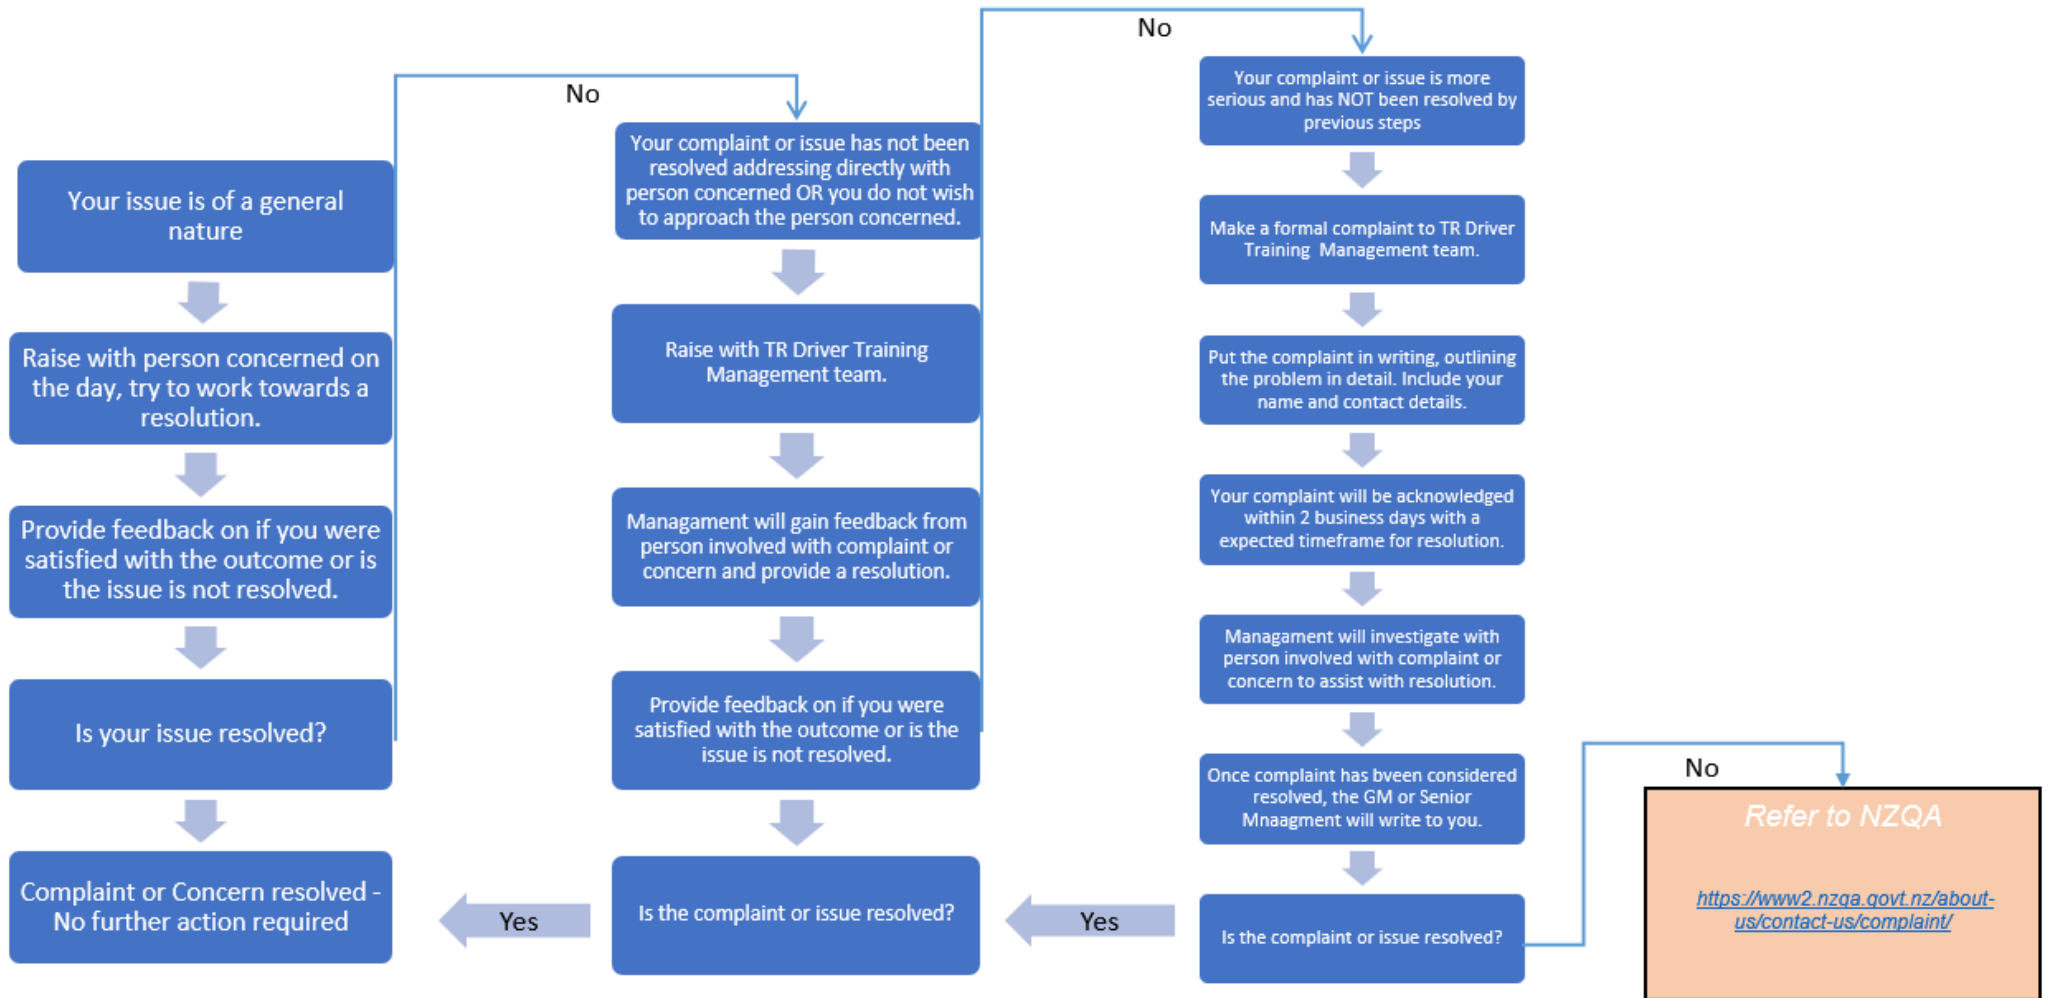 Your issue is of a general
nature
Raise with person concerned on
the day, try to work towards a
resolution.
Provide feedback on if you were
satisfied with the outcome or is
the issue is not resolved.
Is your issue resolved?
Complaint or Concern resolved -
No further action required
No
Your complaint or issue has not been
resolved addressing directly with
person concerned OR you do not wish
to approach the person concerned.
Raise with TR Driver Training
Management team.
Managament will gain feedback from
person involved with complaint or
concern and provide a resolution.
Provide feedback on if you were
satisfied with the outcome or is the
issue is not resolved.
Is the complaint or issue resolved?
Yes
No
Your complaint or issue is more
serious and has NOT been resolved by
previous steps
Make a formal complaint to TR Driver
Training Management team.
Put the complaint in writing, outlining
the problem in detail. Include your
name and contact details.
Your complaint will be acknowledged
within 2 business days with a
expected timeframe for resolution.
Managament will investigate with
person involved with complaint or
concern to assist with resolution.
Once complaint has bveen considered
resolved, the GM or Senior
Mnaagment will write to you.
Is the complaint or issue resolved?
Yes
No
Refer to NZQA
https://www2.nzqa.govt.nz/about-
us/contact-us/complaint/